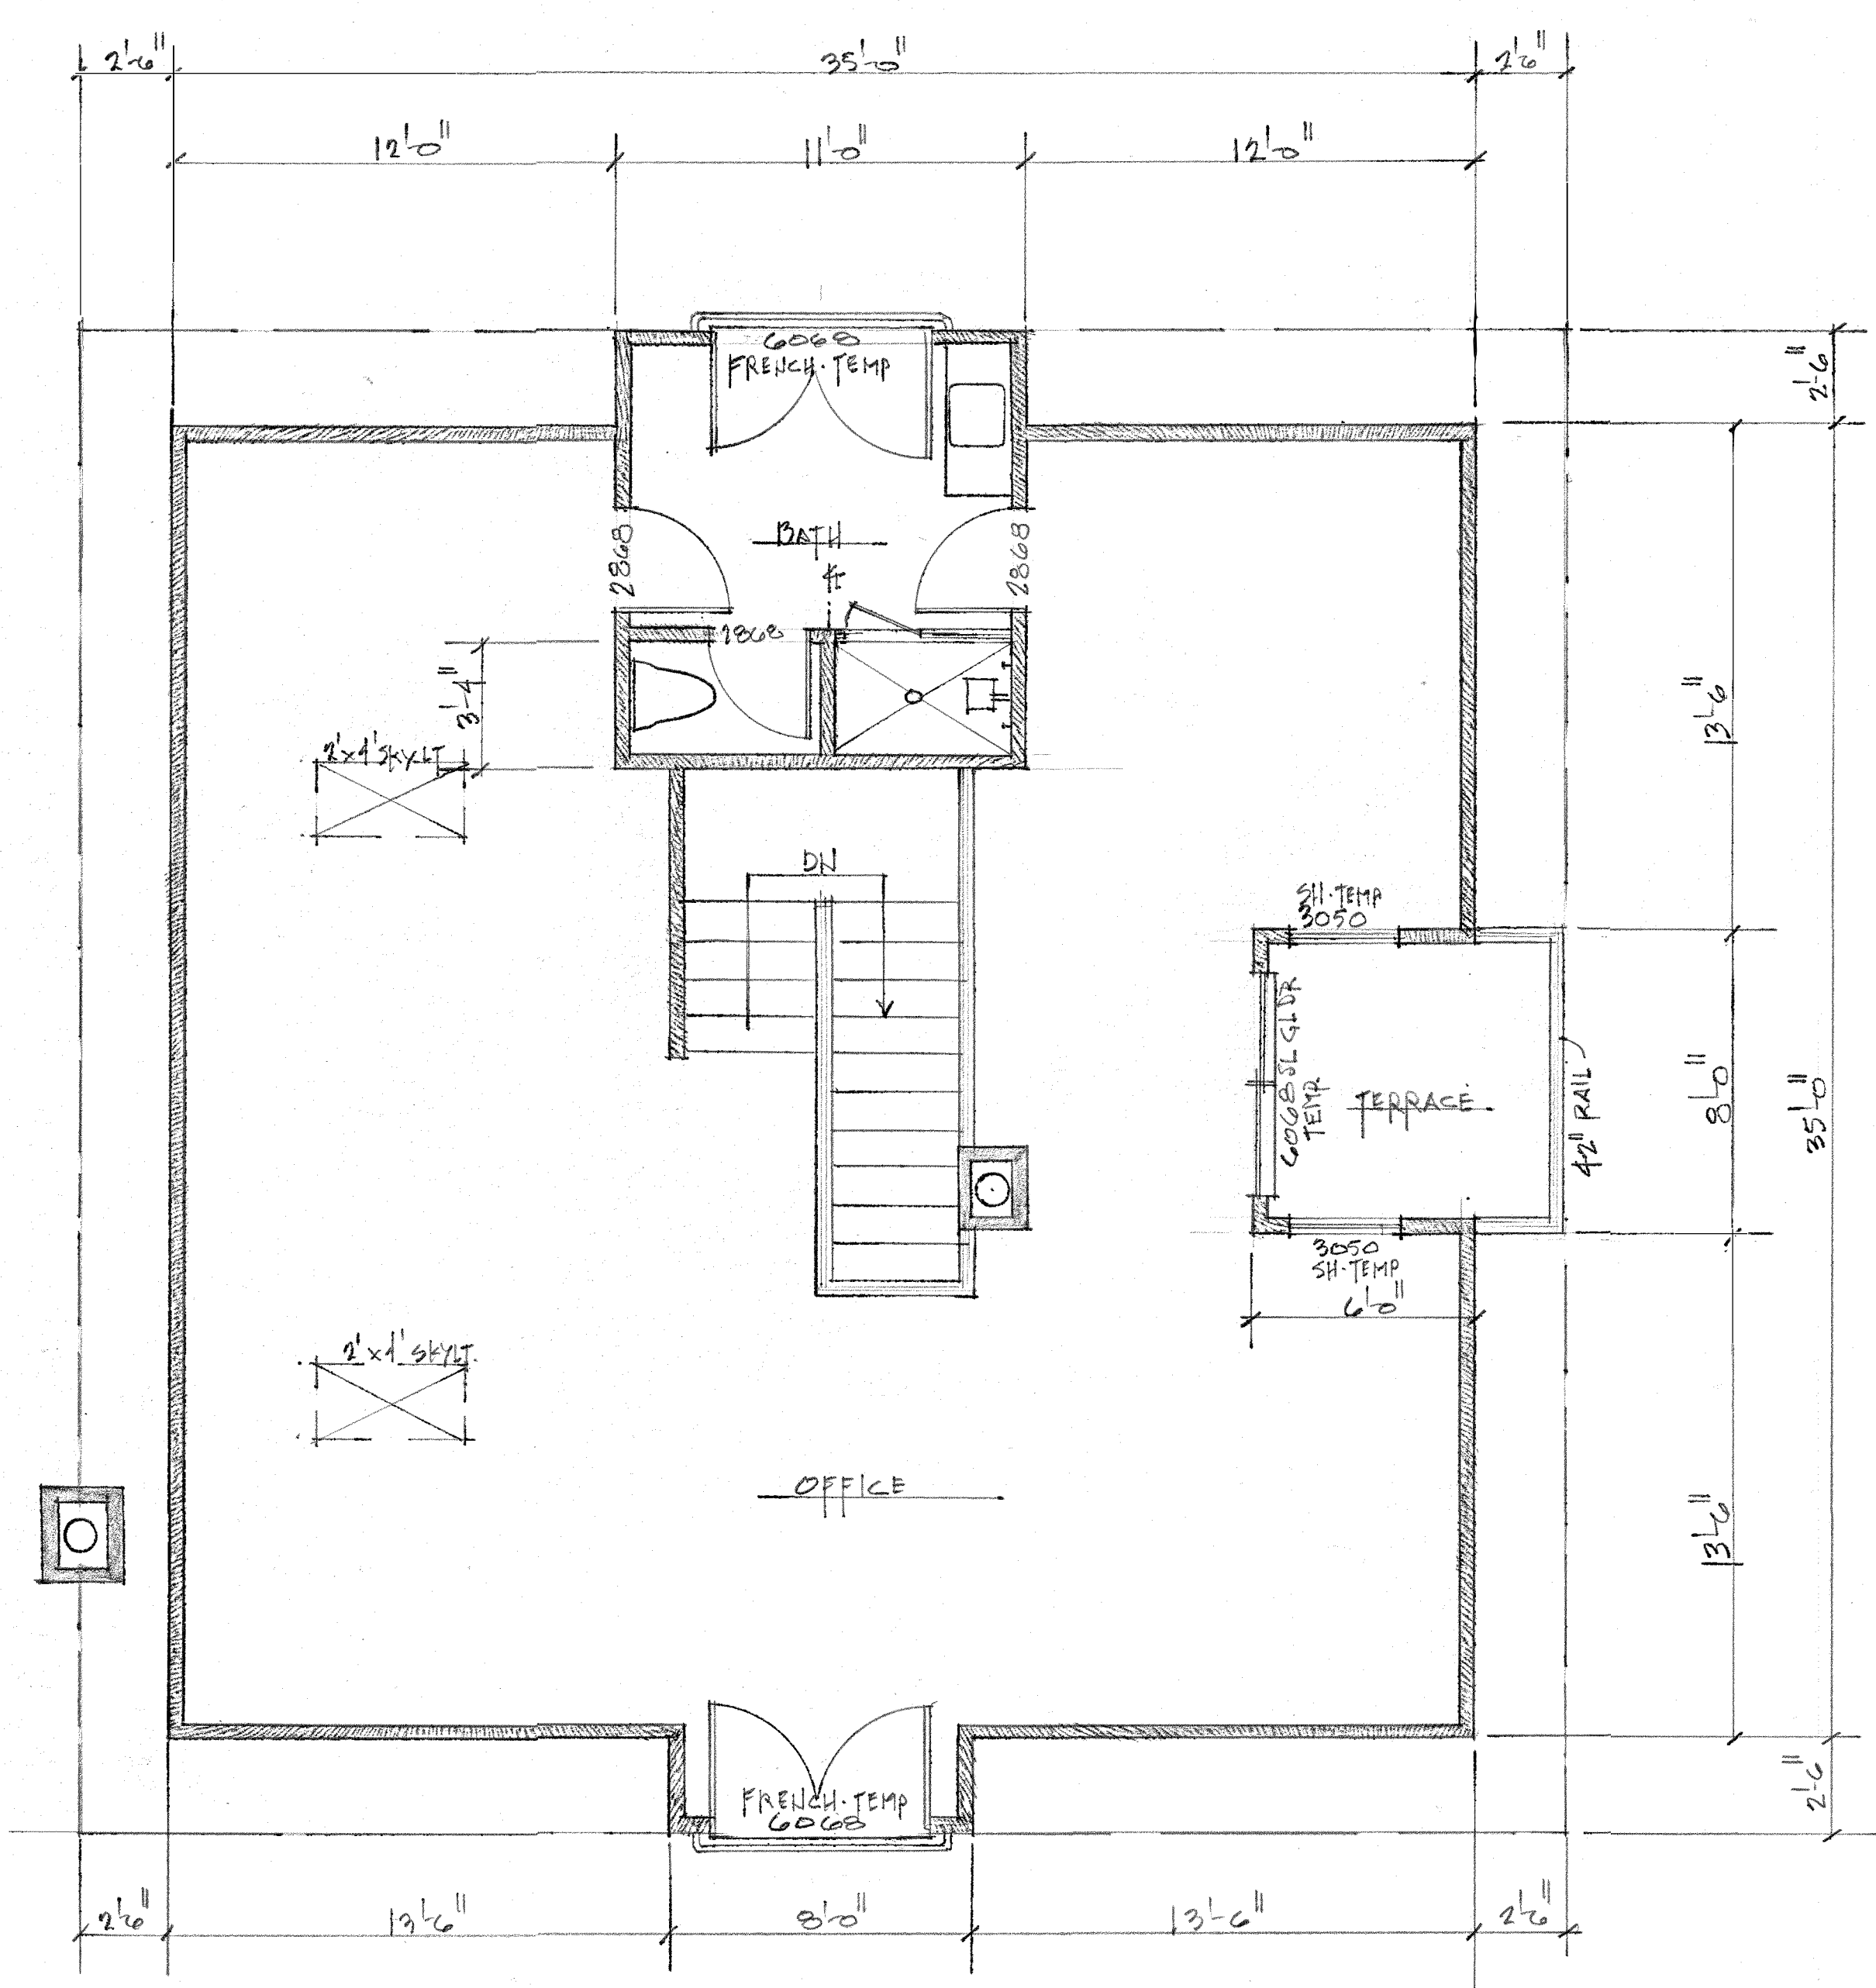 2'-6" 35'-0" 2'-6"
12'-0" 11'-0" 12'-0"
6068
FRENCH·TEMP
2'-6"
BATH
2868
2868
2868
3'-4"
13'-6"
2'x4' SKYLT.
DN
SH·TEMP
3050
6068 SL GL DR
TEMP.
TERRACE
42" RAIL
8'-0"
35'-0"
3050
SH·TEMP
6'-0"
2'x4' SKYLT.
OFFICE
13'-6"
FRENCH·TEMP
6068
2'-6"
2'-6" 13'-6" 8'-0" 13'-6" 2'-6"